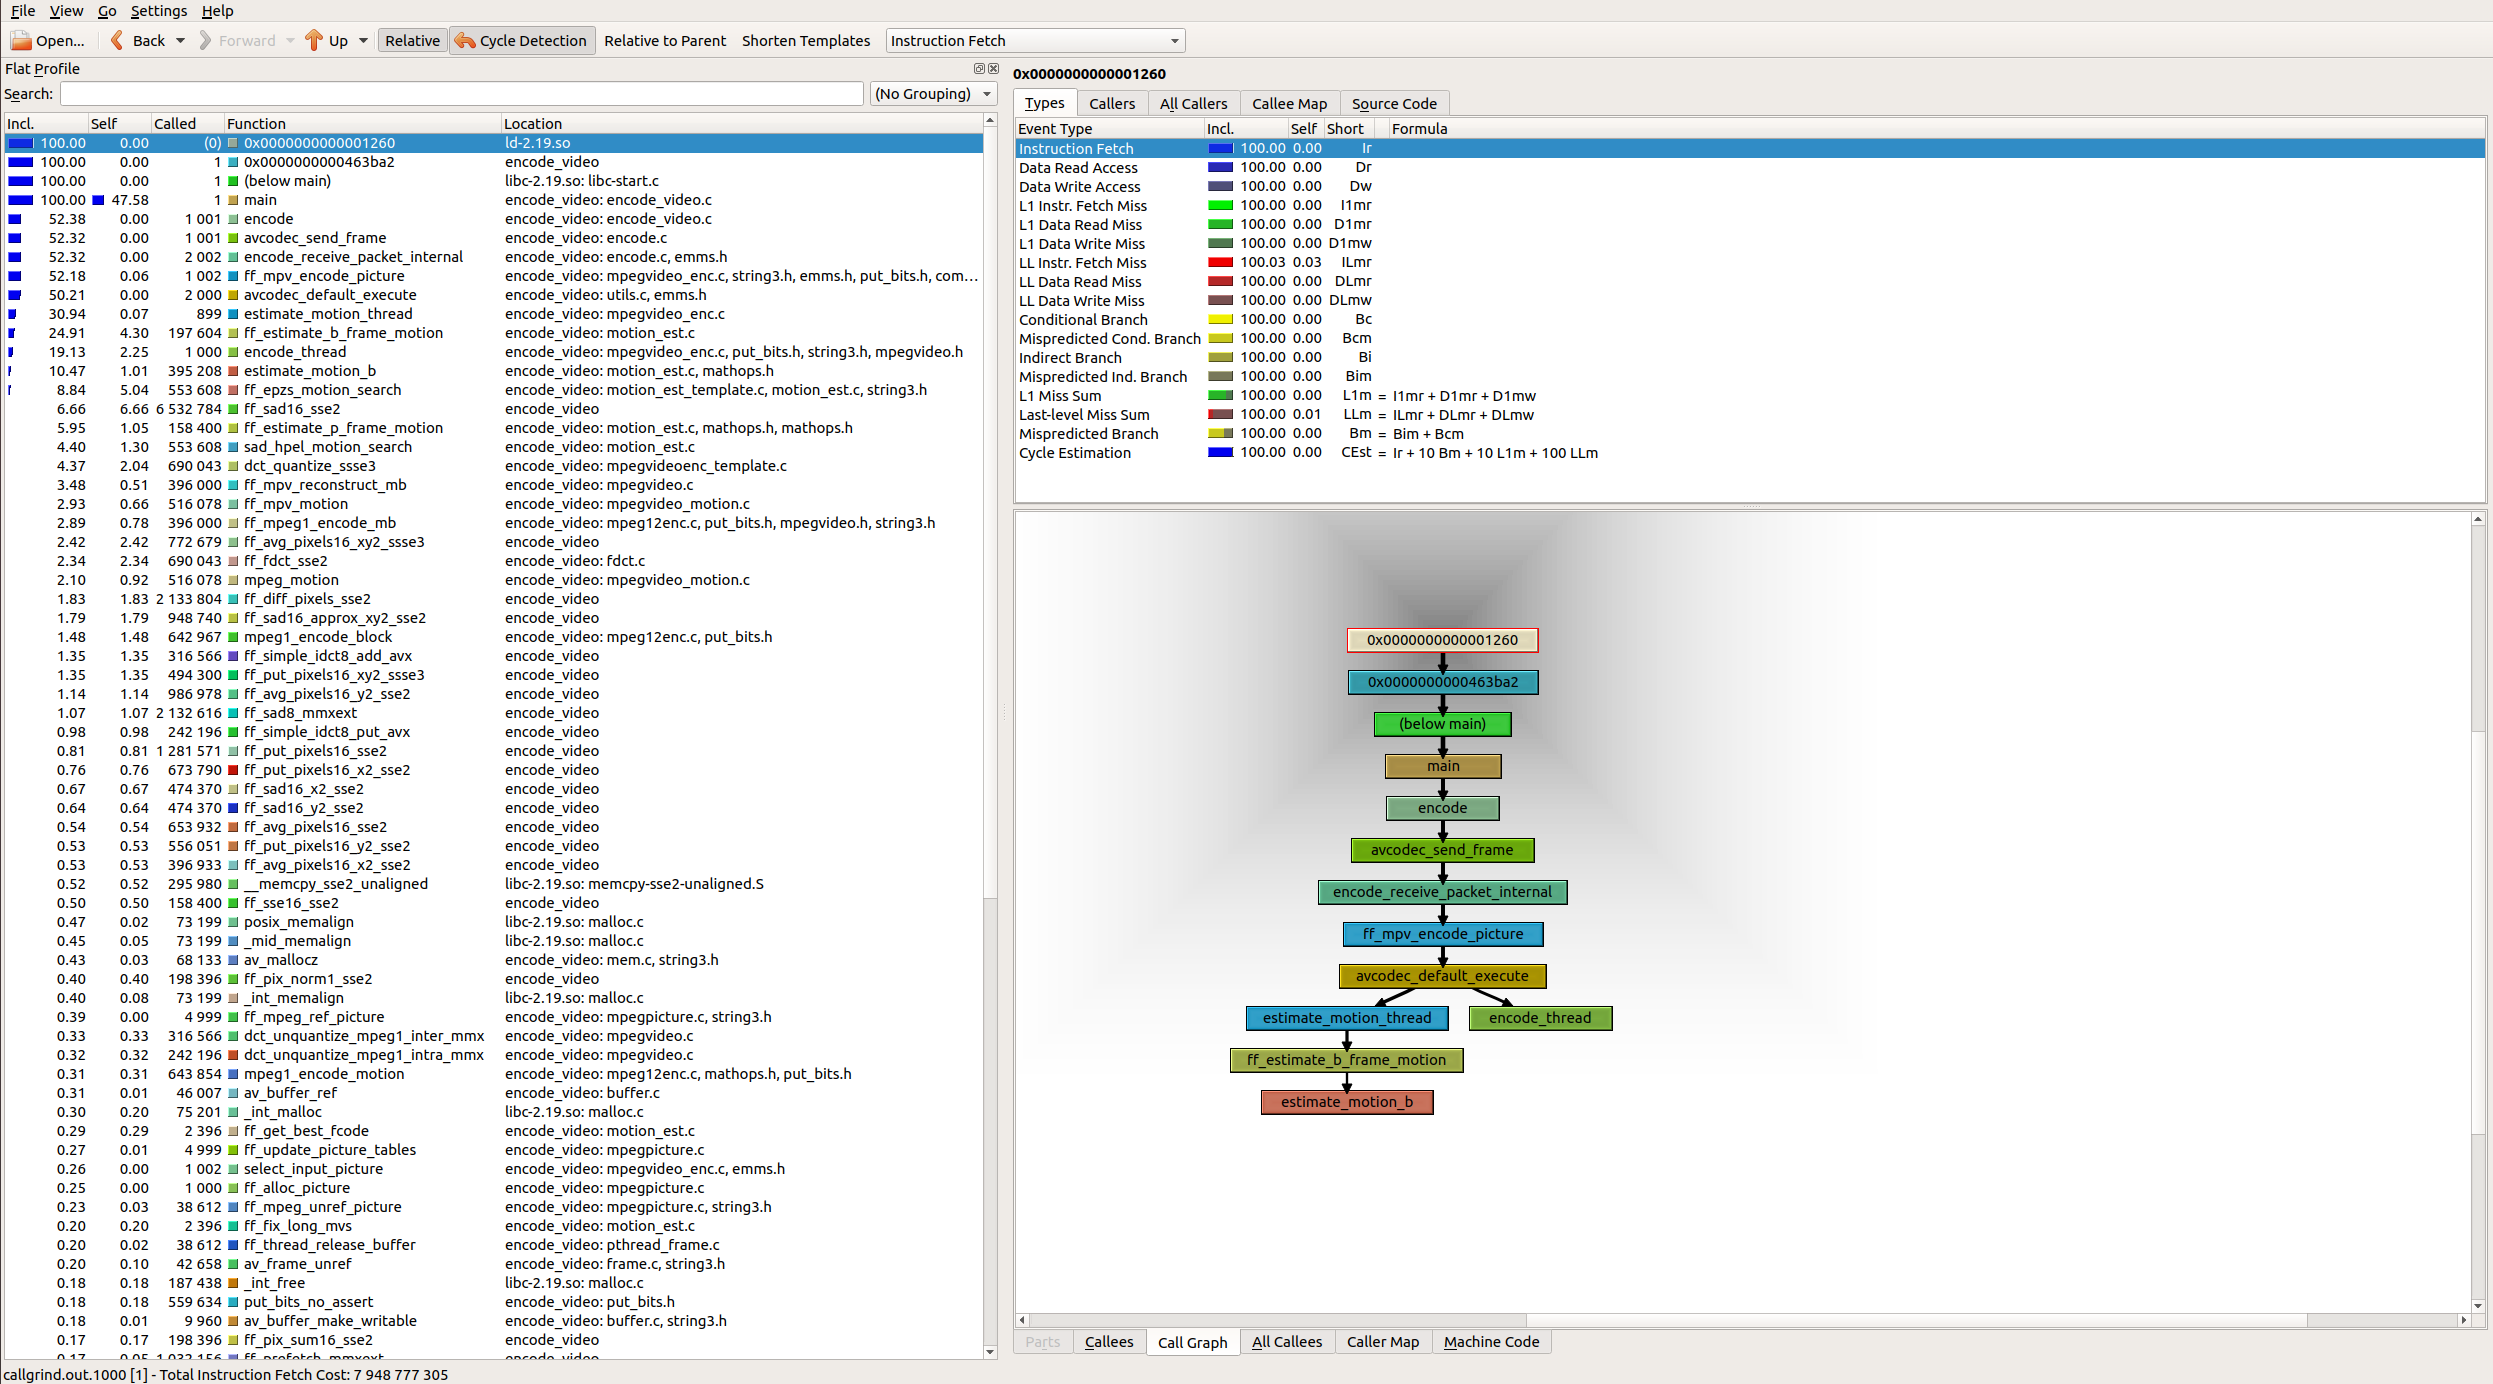 File View Go Settings Help
Open... Back Forward Up Relative Cycle Detection Relative to Parent Shorten Templates Instruction Fetch
Flat Profile
Search: (No Grouping)
Incl. Self Called Function Location
100.00 0.00 (0) 0x0000000000001260 ld-2.19.so
100.00 0.00 1 0x0000000000463ba2 encode_video
100.00 0.00 1 (below main) libc-2.19.so: libc-start.c
100.00 47.58 1 main encode_video: encode_video.c
52.38 0.00 1 001 encode encode_video: encode_video.c
52.32 0.00 1 001 avcodec_send_frame encode_video: encode.c
52.32 0.00 2 002 encode_receive_packet_internal encode_video: encode.c, emms.h
52.18 0.06 1 002 ff_mpv_encode_picture encode_video: mpegvideo_enc.c, string3.h, emms.h, put_bits.h, com...
50.21 0.00 2 000 avcodec_default_execute encode_video: utils.c, emms.h
30.94 0.07 899 estimate_motion_thread encode_video: mpegvideo_enc.c
24.91 4.30 197 604 ff_estimate_b_frame_motion encode_video: motion_est.c
19.13 2.25 1 000 encode_thread encode_video: mpegvideo_enc.c, put_bits.h, string3.h, mpegvideo.h
10.47 1.01 395 208 estimate_motion_b encode_video: motion_est.c, mathops.h
8.84 5.04 553 608 ff_epzs_motion_search encode_video: motion_est_template.c, motion_est.c, string3.h
6.66 6.66 6 532 784 ff_sad16_sse2 encode_video
5.95 1.05 158 400 ff_estimate_p_frame_motion encode_video: motion_est.c, mathops.h, mathops.h
4.40 1.30 553 608 sad_hpel_motion_search encode_video: motion_est.c
4.37 2.04 690 043 dct_quantize_ssse3 encode_video: mpegvideoenc_template.c
3.48 0.51 396 000 ff_mpv_reconstruct_mb encode_video: mpegvideo.c
2.93 0.66 516 078 ff_mpv_motion encode_video: mpegvideo_motion.c
2.89 0.78 396 000 ff_mpeg1_encode_mb encode_video: mpeg12enc.c, put_bits.h, mpegvideo.h, string3.h
2.42 2.42 772 679 ff_avg_pixels16_xy2_ssse3 encode_video
2.34 2.34 690 043 ff_fdct_sse2 encode_video: fdct.c
2.10 0.92 516 078 mpeg_motion encode_video: mpegvideo_motion.c
1.83 1.83 2 133 804 ff_diff_pixels_sse2 encode_video
1.79 1.79 948 740 ff_sad16_approx_xy2_sse2 encode_video
1.48 1.48 642 967 mpeg1_encode_block encode_video: mpeg12enc.c, put_bits.h
1.35 1.35 316 566 ff_simple_idct8_add_avx encode_video
1.35 1.35 494 300 ff_put_pixels16_xy2_ssse3 encode_video
1.14 1.14 986 978 ff_avg_pixels16_y2_sse2 encode_video
1.07 1.07 2 132 616 ff_sad8_mmxext encode_video
0.98 0.98 242 196 ff_simple_idct8_put_avx encode_video
0.81 0.81 1 281 571 ff_put_pixels16_sse2 encode_video
0.76 0.76 673 790 ff_put_pixels16_x2_sse2 encode_video
0.67 0.67 474 370 ff_sad16_x2_sse2 encode_video
0.64 0.64 474 370 ff_sad16_y2_sse2 encode_video
0.54 0.54 653 932 ff_avg_pixels16_sse2 encode_video
0.53 0.53 556 051 ff_put_pixels16_y2_sse2 encode_video
0.53 0.53 396 933 ff_avg_pixels16_x2_sse2 encode_video
0.52 0.52 295 980 __memcpy_sse2_unaligned libc-2.19.so: memcpy-sse2-unaligned.S
0.50 0.50 158 400 ff_sse16_sse2 encode_video
0.47 0.02 73 199 posix_memalign libc-2.19.so: malloc.c
0.45 0.05 73 199 _mid_memalign libc-2.19.so: malloc.c
0.43 0.03 68 133 av_mallocz encode_video: mem.c, string3.h
0.40 0.40 198 396 ff_pix_norm1_sse2 encode_video
0.40 0.08 73 199 _int_memalign libc-2.19.so: malloc.c
0.39 0.00 4 999 ff_mpeg_ref_picture encode_video: mpegpicture.c, string3.h
0.33 0.33 316 566 dct_unquantize_mpeg1_inter_mmx encode_video: mpegvideo.c
0.32 0.32 242 196 dct_unquantize_mpeg1_intra_mmx encode_video: mpegvideo.c
0.31 0.31 643 854 mpeg1_encode_motion encode_video: mpeg12enc.c, mathops.h, put_bits.h
0.31 0.01 46 007 av_buffer_ref encode_video: buffer.c
0.30 0.20 75 201 _int_malloc libc-2.19.so: malloc.c
0.29 0.29 2 396 ff_get_best_fcode encode_video: motion_est.c
0.27 0.01 4 999 ff_update_picture_tables encode_video: mpegpicture.c
0.26 0.00 1 002 select_input_picture encode_video: mpegvideo_enc.c, emms.h
0.25 0.00 1 000 ff_alloc_picture encode_video: mpegpicture.c
0.23 0.03 38 612 ff_mpeg_unref_picture encode_video: mpegpicture.c, string3.h
0.20 0.20 2 396 ff_fix_long_mvs encode_video: motion_est.c
0.20 0.02 38 612 ff_thread_release_buffer encode_video: pthread_frame.c
0.20 0.10 42 658 av_frame_unref encode_video: frame.c, string3.h
0.18 0.18 187 438 _int_free libc-2.19.so: malloc.c
0.18 0.18 559 634 put_bits_no_assert encode_video: put_bits.h
0.18 0.01 9 960 av_buffer_make_writable encode_video: buffer.c, string3.h
0.17 0.17 198 396 ff_pix_sum16_sse2 encode_video
0.17 0.05 1 032 156 ff_prefetch_mmxext encode_video
0x0000000000001260
Types Callers All Callers Callee Map Source Code
Event Type Incl. Self Short Formula
Instruction Fetch 100.00 0.00 Ir
Data Read Access 100.00 0.00 Dr
Data Write Access 100.00 0.00 Dw
L1 Instr. Fetch Miss 100.00 0.00 I1mr
L1 Data Read Miss 100.00 0.00 D1mr
L1 Data Write Miss 100.00 0.00 D1mw
LL Instr. Fetch Miss 100.03 0.03 ILmr
LL Data Read Miss 100.00 0.00 DLmr
LL Data Write Miss 100.00 0.00 DLmw
Conditional Branch 100.00 0.00 Bc
Mispredicted Cond. Branch 100.00 0.00 Bcm
Indirect Branch 100.00 0.00 Bi
Mispredicted Ind. Branch 100.00 0.00 Bim
L1 Miss Sum 100.00 0.00 L1m = I1mr + D1mr + D1mw
Last-level Miss Sum 100.00 0.01 LLm = ILmr + DLmr + DLmw
Mispredicted Branch 100.00 0.00 Bm = Bim + Bcm
Cycle Estimation 100.00 0.00 CEst = Ir + 10 Bm + 10 L1m + 100 LLm
0x0000000000001260
0x0000000000463ba2
(below main)
main
encode
avcodec_send_frame
encode_receive_packet_internal
ff_mpv_encode_picture
avcodec_default_execute
estimate_motion_thread encode_thread
ff_estimate_b_frame_motion
estimate_motion_b
Parts Callees Call Graph All Callees Caller Map Machine Code
callgrind.out.1000 [1] - Total Instruction Fetch Cost: 7 948 777 305